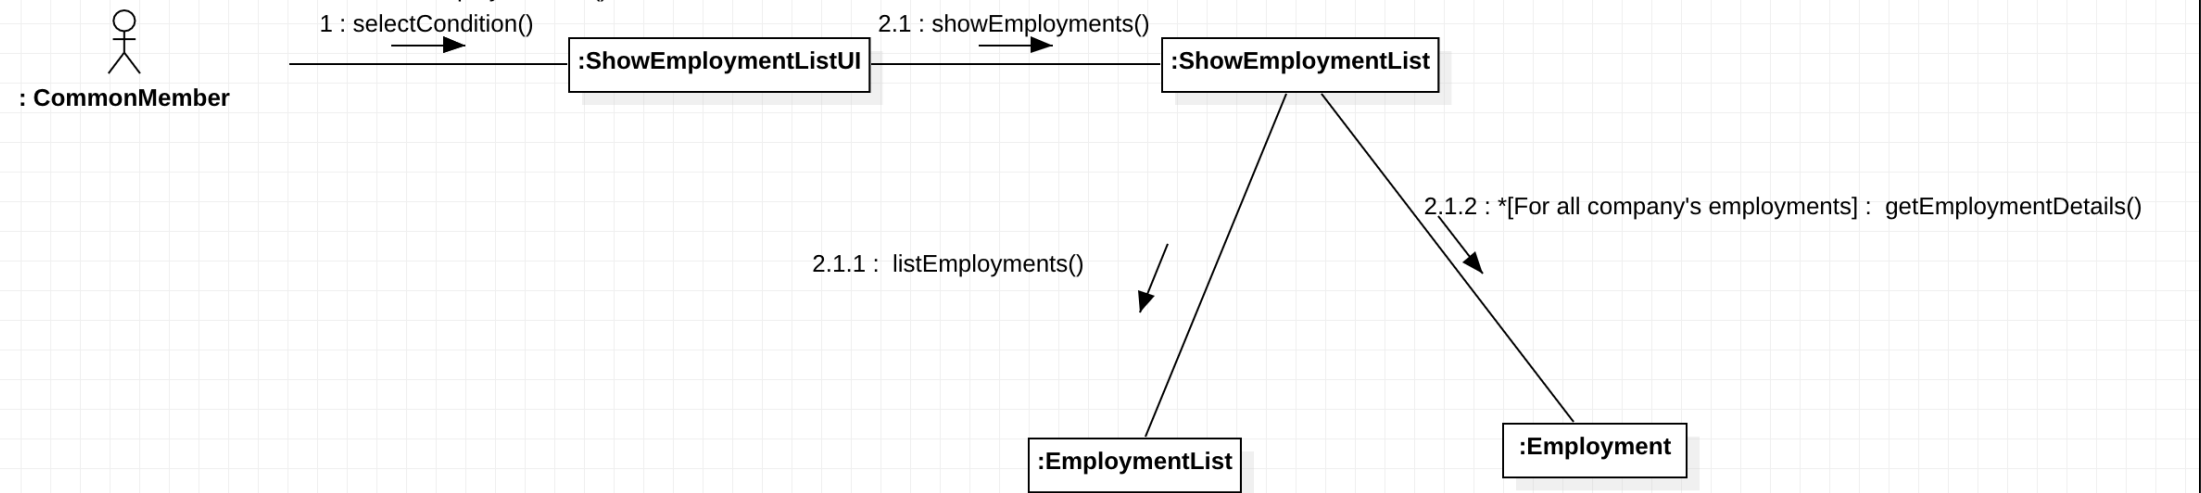 1 : selectCondition()
2.1 : showEmployments()
:ShowEmploymentListUI
:ShowEmploymentList
: CommonMember
2.1.2 : *[For all company's employments] :  getEmploymentDetails()
2.1.1 :  listEmployments()
:Employment
:EmploymentList